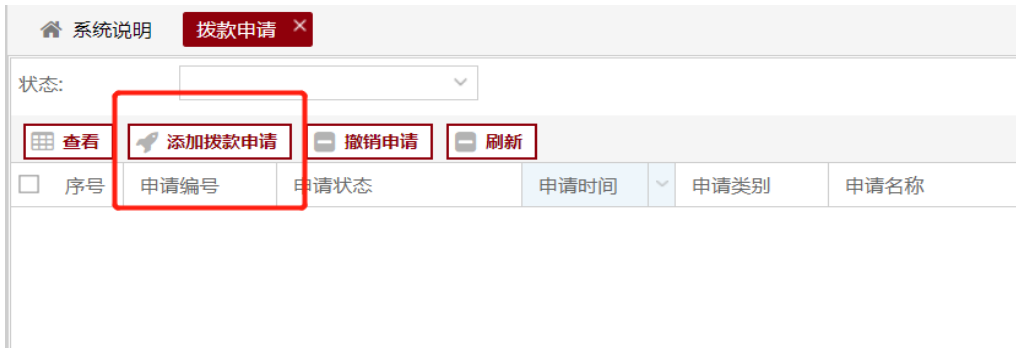 系统说明 拨款申请
状态:
查看 添加拨款申请 撤销申请 刷新
序号 申请编号 申请状态 申请时间 申请类别 申请名称